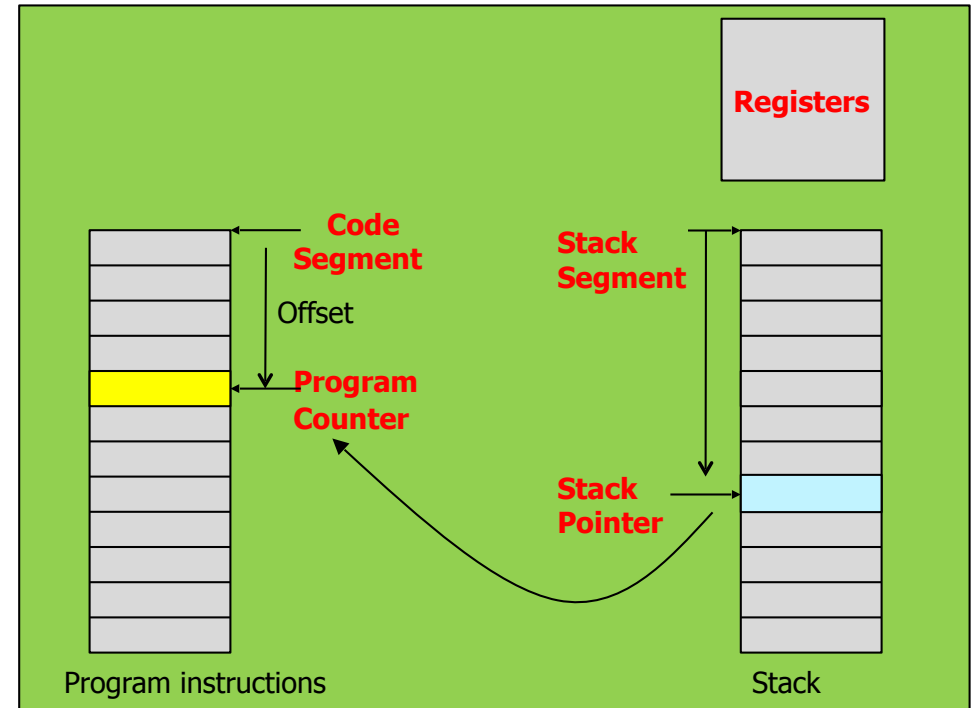 Registers
Code
Segment
Stack
Segment
Offset
Program
Counter
Stack
Pointer
Program instructions
Stack